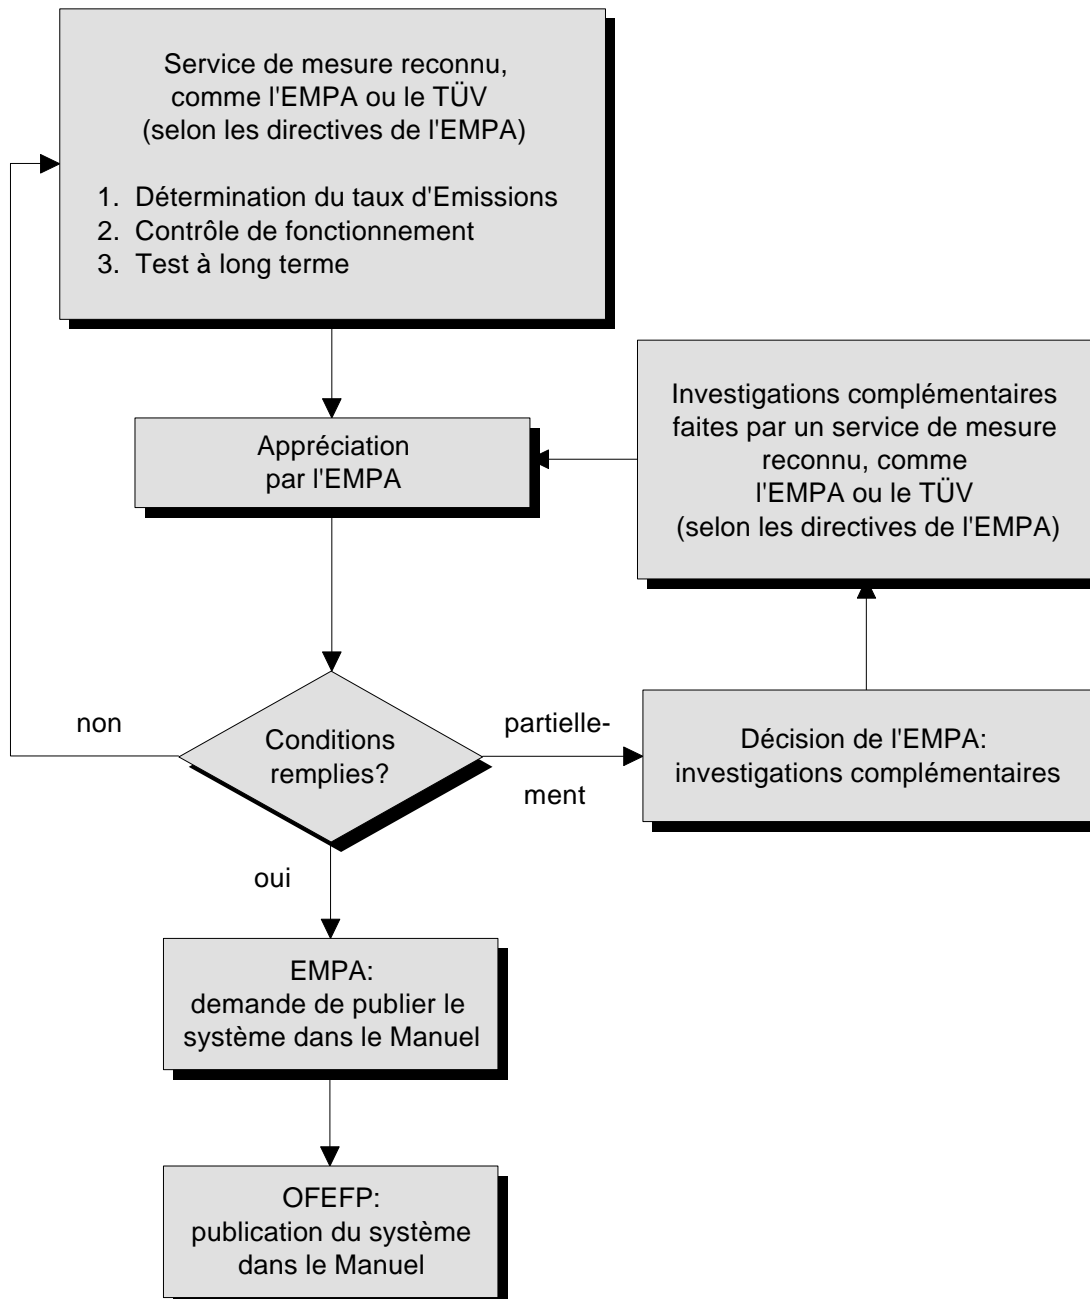 Service de mesure reconnu,
comme l'EMPA ou le TÜV
(selon les directives de l'EMPA)
1. Détermination du taux d'Emissions
2. Contrôle de fonctionnement
3. Test à long terme
Appréciation
par l'EMPA
Investigations complémentaires
faites par un service de mesure
reconnu, comme
l'EMPA ou le TÜV
(selon les directives de l'EMPA)
non
Conditions
remplies?
partielle-
ment
Décision de l'EMPA:
investigations complémentaires
oui
EMPA:
demande de publier le
système dans le Manuel
OFEFP:
publication du système
dans le Manuel